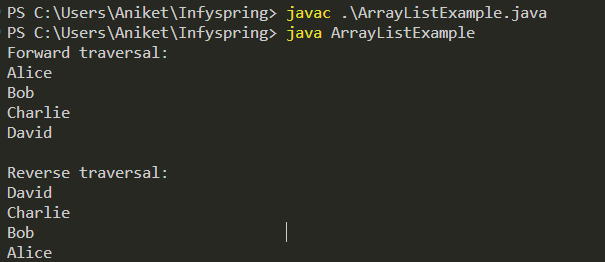 PS C:\Users\Aniket\Infyspring> javac .\ArrayListExample.java
PS C:\Users\Aniket\Infyspring> java ArrayListExample
Forward traversal:
Alice
Bob
Charlie
David

Reverse traversal:
David
Charlie
Bob
Alice